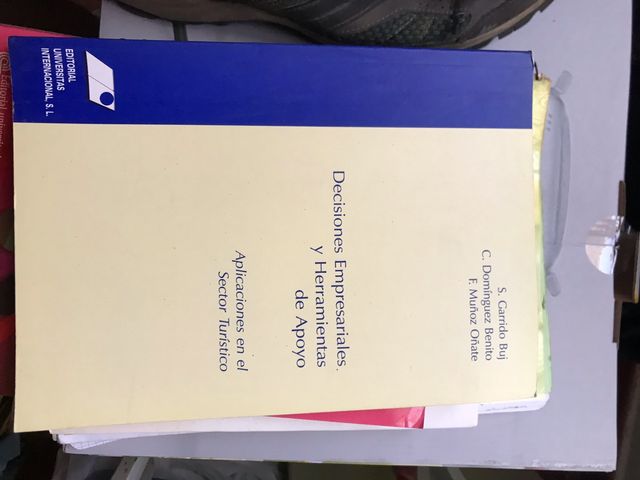 S. Garrido Buj
C. Domínguez Benito
F. Muñoz Oñate
Decisiones Empresariales.
y Herramientas
de Apoyo
Aplicaciones en el
Sector Turístico
EDITORIAL
UNIVERSITAS
INTERNACIONAL, S. L.